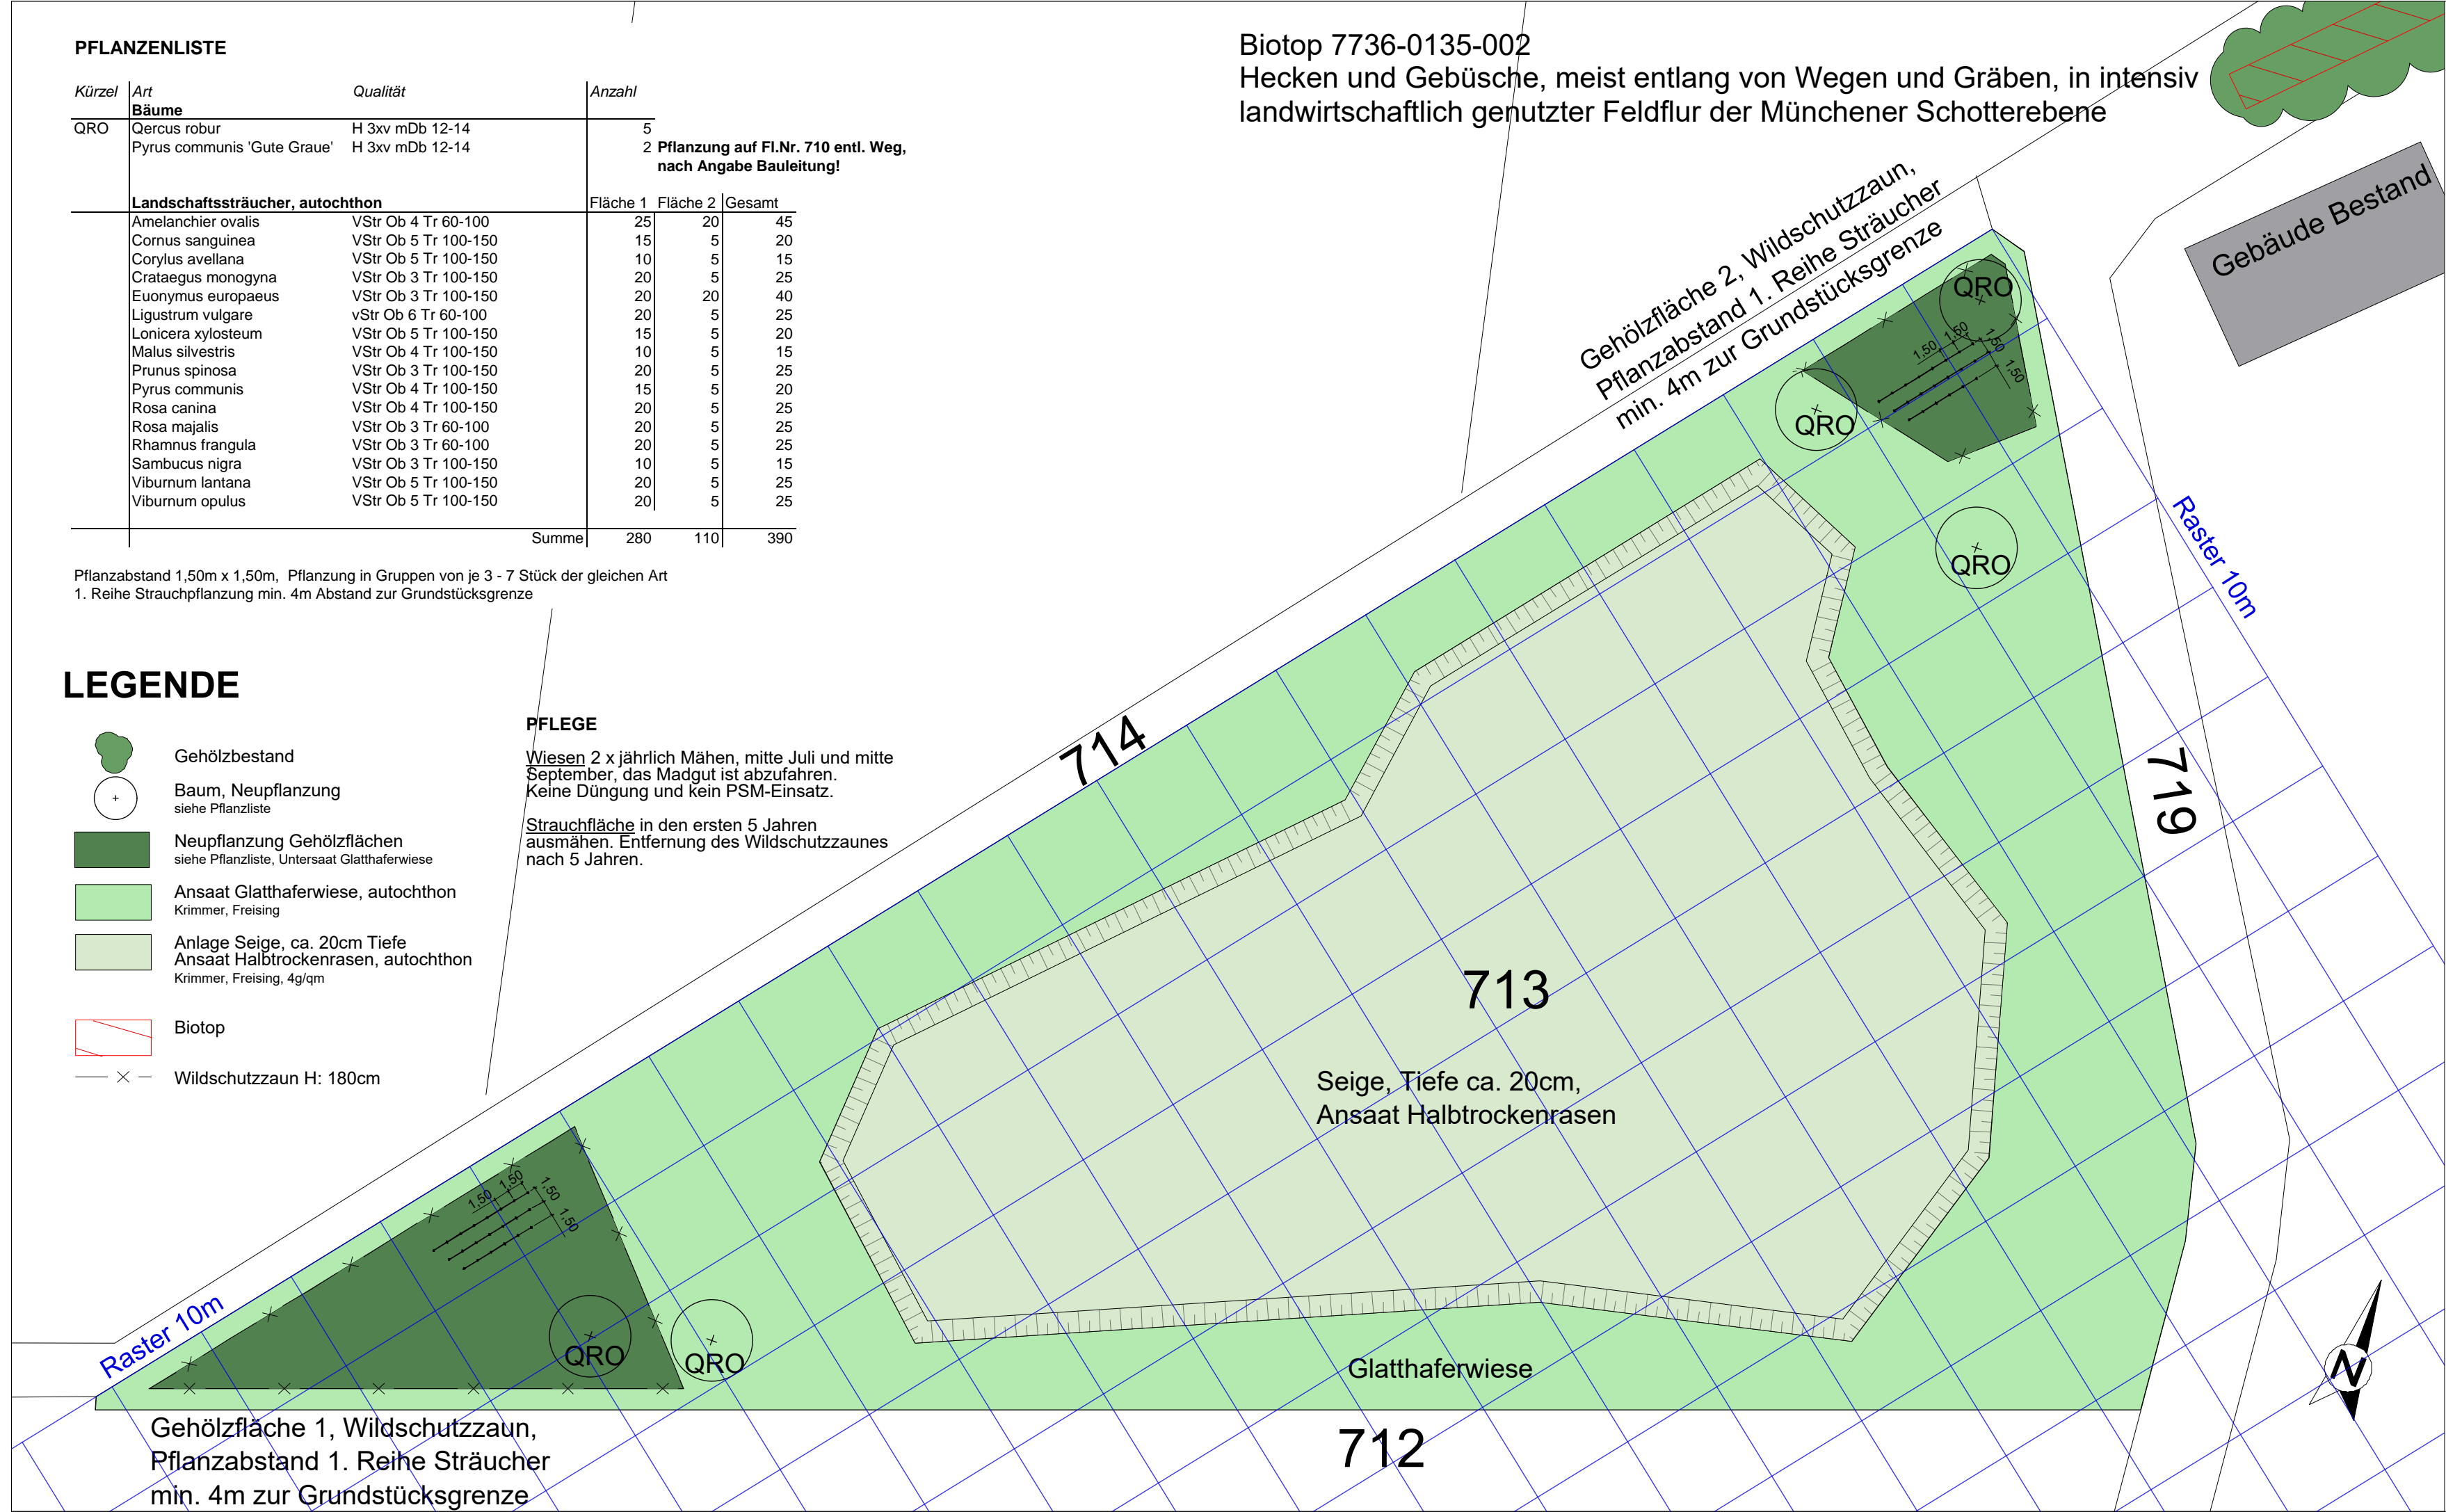 PFLANZENLISTE
Kürzel Art Qualität Anzahl
Bäume
QRO Qercus robur H 3xv mDb 12-14 5
Pyrus communis 'Gute Graue' H 3xv mDb 12-14 2 Pflanzung auf Fl.Nr. 710 entl. Weg,
nach Angabe Bauleitung!
Landschaftssträucher, autochthon Fläche 1 Fläche 2 Gesamt
Amelanchier ovalis VStr Ob 4 Tr 60-100 25 20 45
Cornus sanguinea VStr Ob 5 Tr 100-150 15 5 20
Corylus avellana VStr Ob 5 Tr 100-150 10 5 15
Crataegus monogyna VStr Ob 3 Tr 100-150 20 5 25
Euonymus europaeus VStr Ob 3 Tr 100-150 20 20 40
Ligustrum vulgare vStr Ob 6 Tr 60-100 20 5 25
Lonicera xylosteum VStr Ob 5 Tr 100-150 15 5 20
Malus silvestris VStr Ob 4 Tr 100-150 10 5 15
Prunus spinosa VStr Ob 3 Tr 100-150 20 5 25
Pyrus communis VStr Ob 4 Tr 100-150 15 5 20
Rosa canina VStr Ob 4 Tr 100-150 20 5 25
Rosa majalis VStr Ob 3 Tr 60-100 20 5 25
Rhamnus frangula VStr Ob 3 Tr 60-100 20 5 25
Sambucus nigra VStr Ob 3 Tr 100-150 10 5 15
Viburnum lantana VStr Ob 5 Tr 100-150 20 5 25
Viburnum opulus VStr Ob 5 Tr 100-150 20 5 25
Summe 280 110 390
Pflanzabstand 1,50m x 1,50m, Pflanzung in Gruppen von je 3 - 7 Stück der gleichen Art
1. Reihe Strauchpflanzung min. 4m Abstand zur Grundstücksgrenze
Biotop 7736-0135-002
Hecken und Gebüsche, meist entlang von Wegen und Gräben, in intensiv
landwirtschaftlich genutzter Feldflur der Münchener Schotterebene
Gebäude Bestand
Gehölzfläche 2, Wildschutzzaun,
Pflanzabstand 1. Reihe Sträucher
min. 4m zur Grundstücksgrenze
QRO
1,50
1,50
1,50
1,50
QRO
QRO
Raster 10m
LEGENDE
Gehölzbestand
Baum, Neupflanzung
siehe Pflanzliste
Neupflanzung Gehölzflächen
siehe Pflanzliste, Untersaat Glatthaferwiese
Ansaat Glatthaferwiese, autochthon
Krimmer, Freising
Anlage Seige, ca. 20cm Tiefe
Ansaat Halbtrockenrasen, autochthon
Krimmer, Freising, 4g/qm
Biotop
Wildschutzzaun H: 180cm
PFLEGE
Wiesen 2 x jährlich Mähen, mitte Juli und mitte
September, das Madgut ist abzufahren.
Keine Düngung und kein PSM-Einsatz.
Strauchfläche in den ersten 5 Jahren
ausmähen. Entfernung des Wildschutzzaunes
nach 5 Jahren.
714
719
713
Seige, Tiefe ca. 20cm,
Ansaat Halbtrockenrasen
1,50
1,50
1,50
1,50
Raster 10m
QRO
QRO
Glatthaferwiese
N
Gehölzfläche 1, Wildschutzzaun,
Pflanzabstand 1. Reihe Sträucher
min. 4m zur Grundstücksgrenze
712